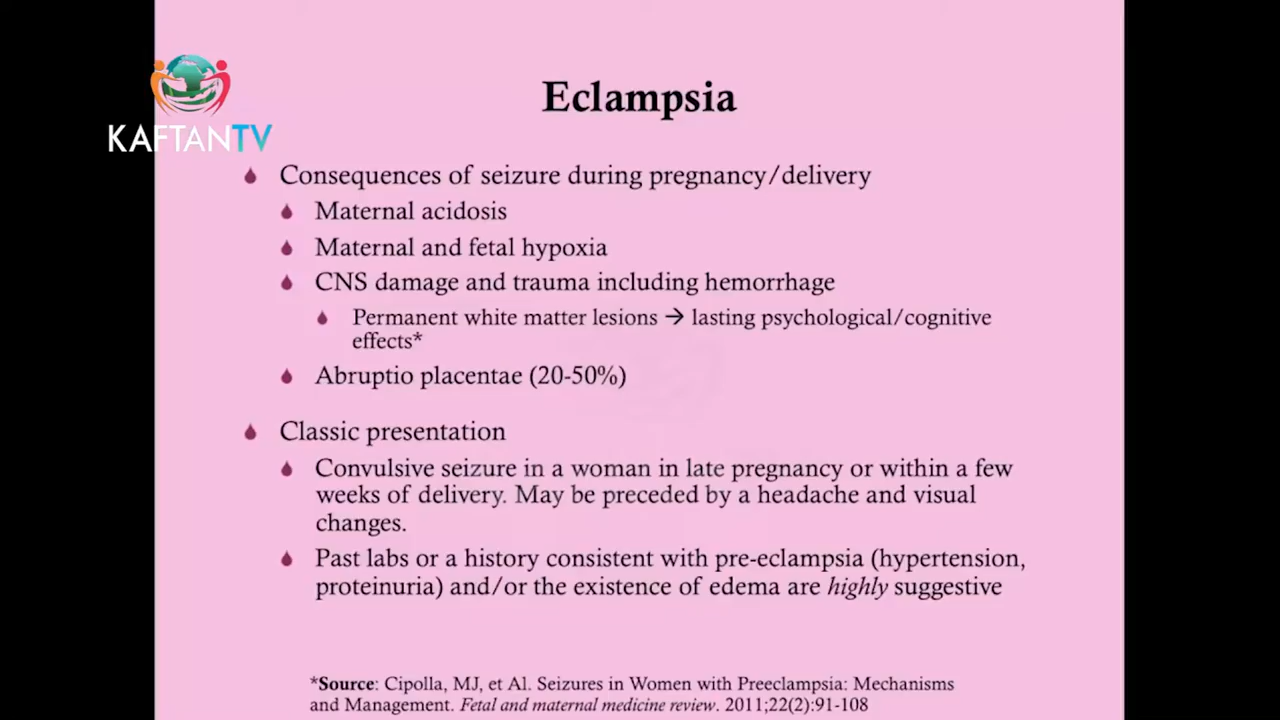 KAFTANTV
Eclampsia
Consequences of seizure during pregnancy/delivery
Maternal acidosis
Maternal and fetal hypoxia
CNS damage and trauma including hemorrhage
Permanent white matter lesions → lasting psychological/cognitive
effects*
Abruptio placentae (20-50%)
Classic presentation
Convulsive seizure in a woman in late pregnancy or within a few
weeks of delivery. May be preceded by a headache and visual
changes.
Past labs or a history consistent with pre-eclampsia (hypertension,
proteinuria) and/or the existence of edema are highly suggestive
*Source: Cipolla, MJ, et Al. Seizures in Women with Preeclampsia: Mechanisms
and Management. Fetal and maternal medicine review. 2011;22(2):91-108